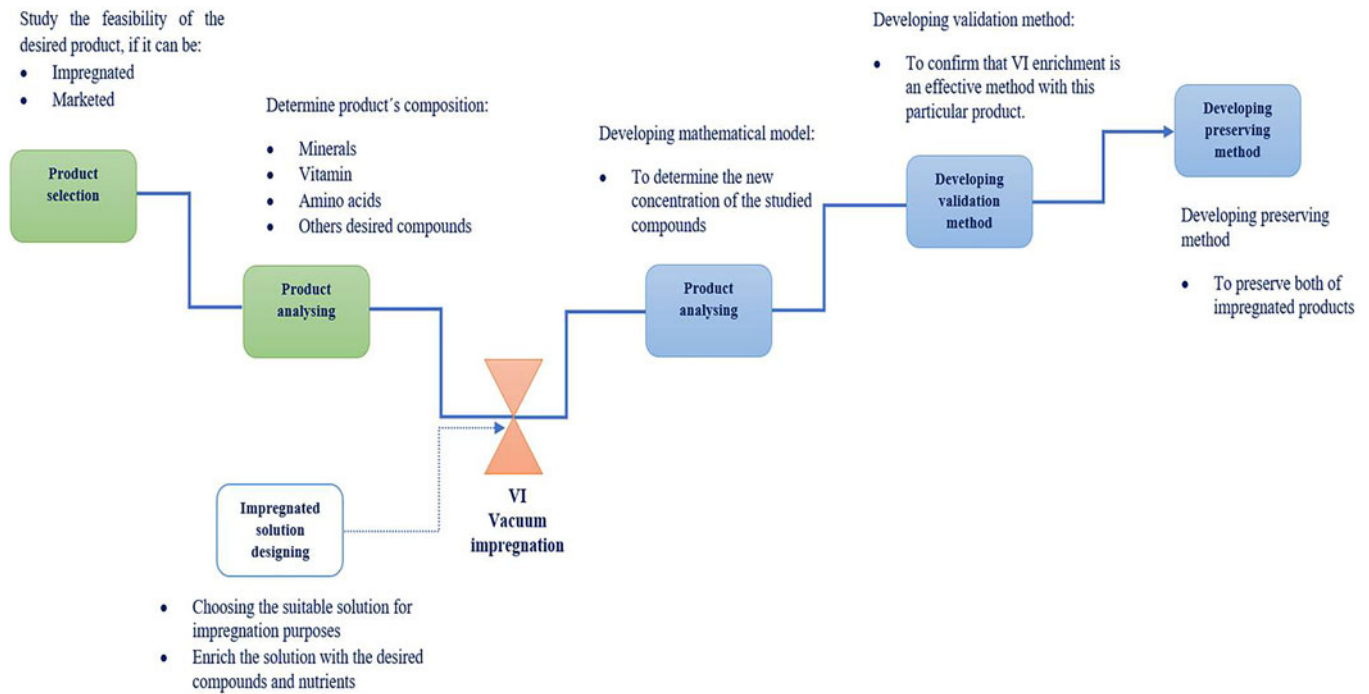 Study the feasibility of the
desired product, if it can be:
• Impregnated
• Marketed
Product
selection
Determine product´s composition:
• Minerals
• Vitamin
• Amino acids
• Others desired compounds
Product
analysing
Impregnated
solution
designing
• Choosing the suitable solution for
impregnation purposes
• Enrich the solution with the desired
compounds and nutrients
VI
Vacuum
impregnation
Developing mathematical model:
• To determine the new
concentration of the studied
compounds
Product
analysing
Developing validation method:
• To confirm that VI enrichment is
an effective method with this
particular product.
Developing
validation
method
Developing
preserving
method
Developing preserving
method
• To preserve both of
impregnated products